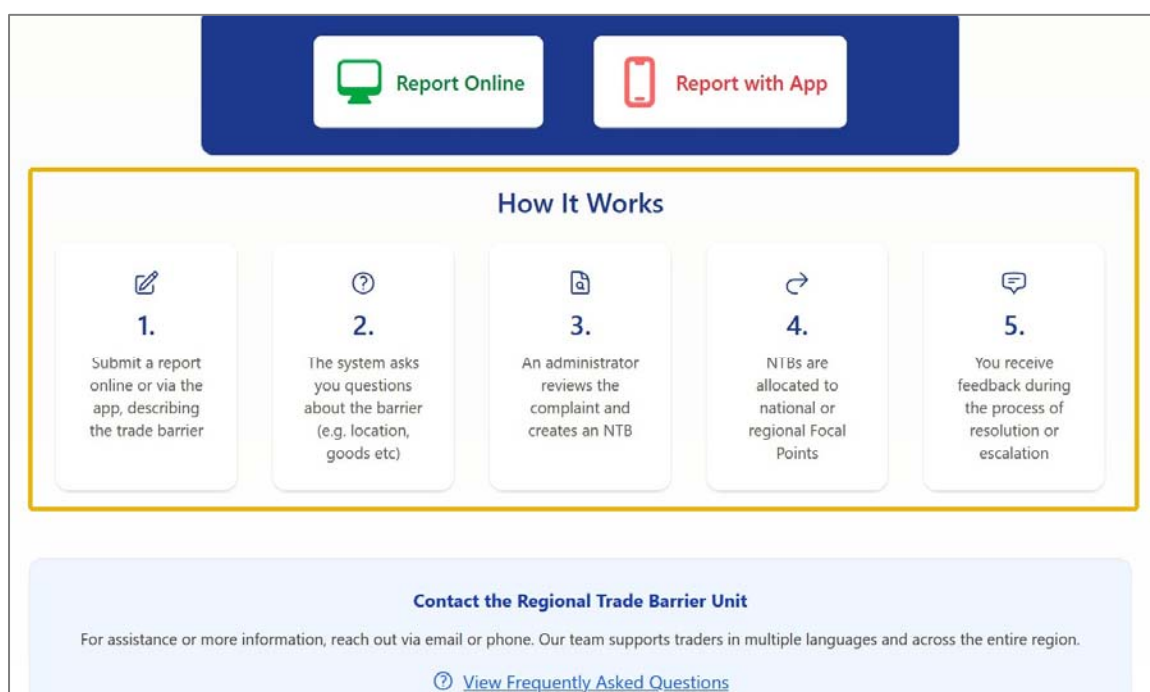 Report Online
Report with App
How It Works
1.
Submit a report
online or via the
app, describing
the trade barrier
2.
The system asks
you questions
about the barrier
(e.g. location,
goods etc)
3.
An administrator
reviews the
complaint and
creates an NTB
4.
NTBs are
allocated to
national or
regional Focal
Points
5.
You receive
feedback during
the process of
resolution or
escalation
Contact the Regional Trade Barrier Unit
For assistance or more information, reach out via email or phone. Our team supports traders in multiple languages and across the entire region.
View Frequently Asked Questions